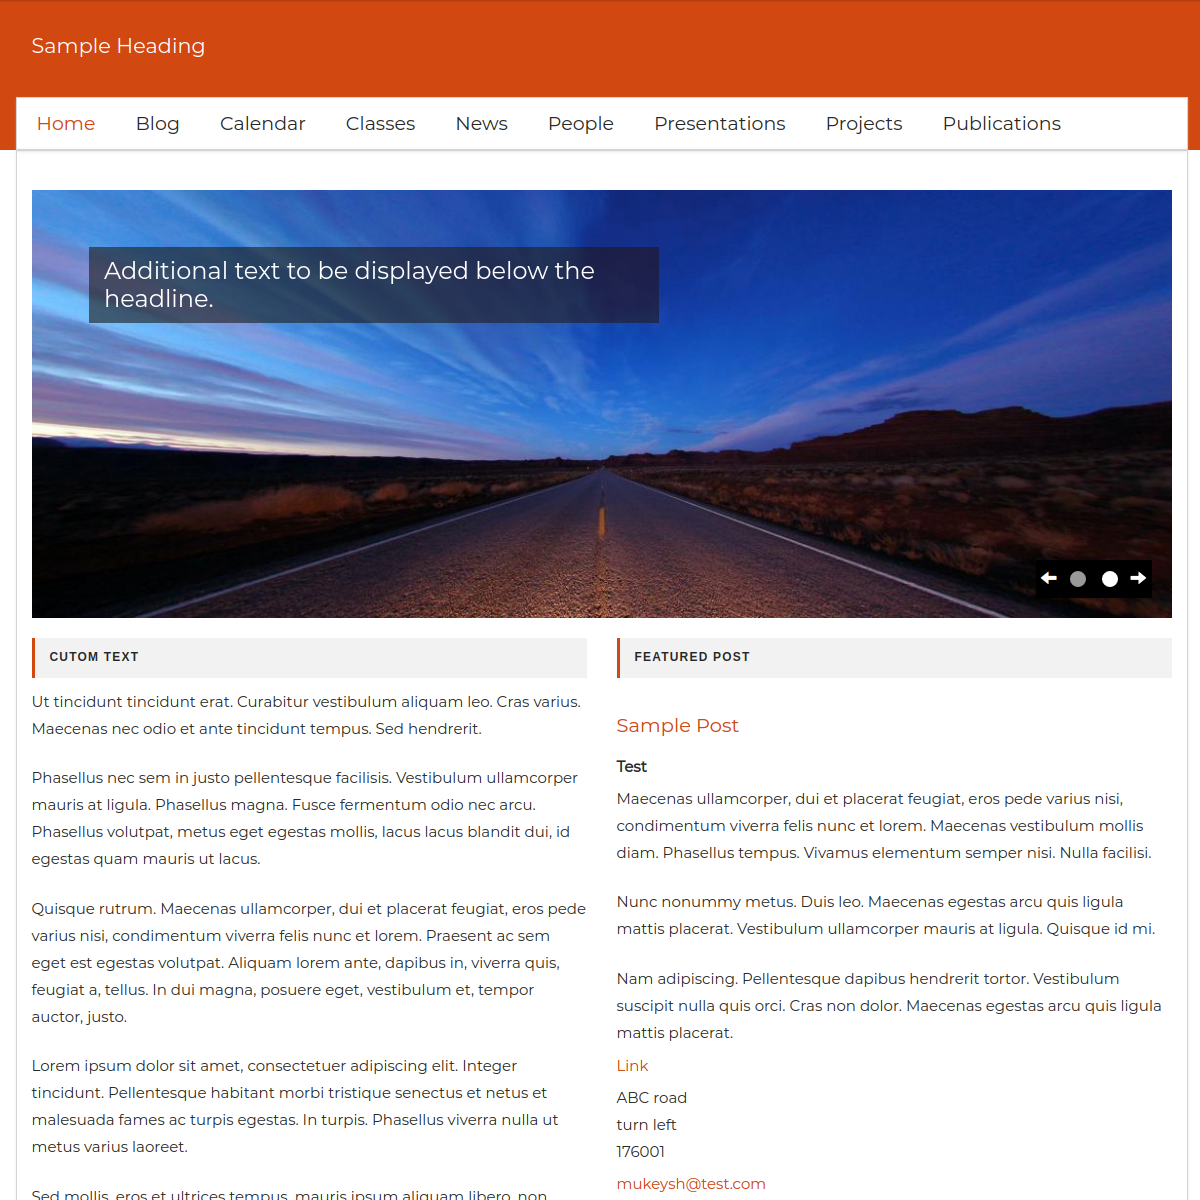 Sample Heading
Home Blog Calendar Classes News People Presentations Projects Publications
Additional text to be displayed below the
headline.
CUTOM TEXT
Ut tincidunt tincidunt erat. Curabitur vestibulum aliquam leo. Cras varius.
Maecenas nec odio et ante tincidunt tempus. Sed hendrerit.
Phasellus nec sem in justo pellentesque facilisis. Vestibulum ullamcorper
mauris at ligula. Phasellus magna. Fusce fermentum odio nec arcu.
Phasellus volutpat, metus eget egestas mollis, lacus lacus blandit dui, id
egestas quam mauris ut lacus.
Quisque rutrum. Maecenas ullamcorper, dui et placerat feugiat, eros pede
varius nisi, condimentum viverra felis nunc et lorem. Praesent ac sem
eget est egestas volutpat. Aliquam lorem ante, dapibus in, viverra quis,
feugiat a, tellus. In dui magna, posuere eget, vestibulum et, tempor
auctor, justo.
Lorem ipsum dolor sit amet, consectetuer adipiscing elit. Integer
tincidunt. Pellentesque habitant morbi tristique senectus et netus et
malesuada fames ac turpis egestas. In turpis. Phasellus viverra nulla ut
metus varius laoreet.
Sed mollis, eros et ultrices tempus, mauris ipsum aliquam libero, non
FEATURED POST
Sample Post
Test
Maecenas ullamcorper, dui et placerat feugiat, eros pede varius nisi,
condimentum viverra felis nunc et lorem. Maecenas vestibulum mollis
diam. Phasellus tempus. Vivamus elementum semper nisi. Nulla facilisi.
Nunc nonummy metus. Duis leo. Maecenas egestas arcu quis ligula
mattis placerat. Vestibulum ullamcorper mauris at ligula. Quisque id mi.
Nam adipiscing. Pellentesque dapibus hendrerit tortor. Vestibulum
suscipit nulla quis orci. Cras non dolor. Maecenas egestas arcu quis ligula
mattis placerat.
Link
ABC road
turn left
176001
mukeysh@test.com